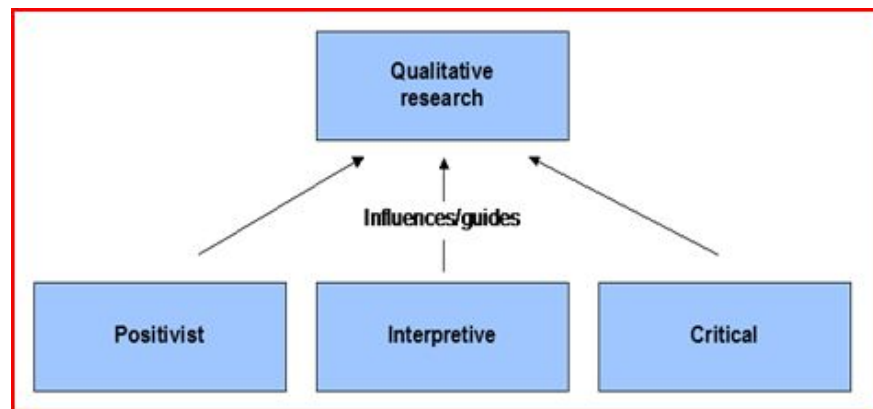 Qualitative
research
Influences/guides
Positivist
Interpretive
Critical